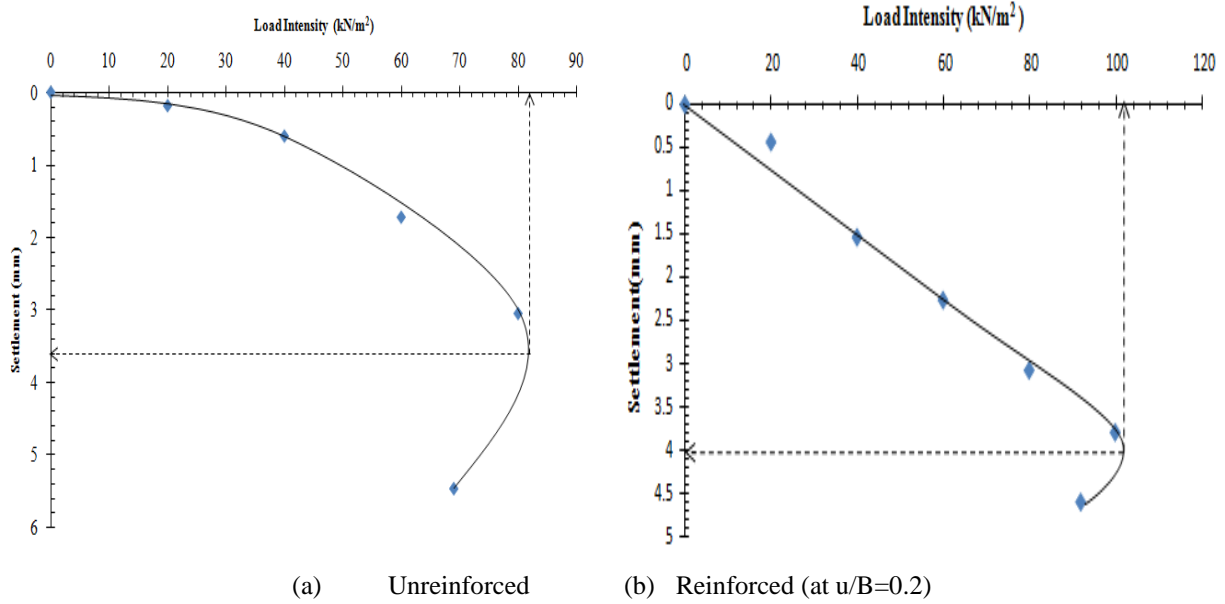 Load Intensity (kN/m²)
0 10 20 30 40 50 60 70 80 90
0
1
2
3
4
5
6
Settlement (mm)
(a) Unreinforced
Load Intensity (kN/m²)
0 20 40 60 80 100 120
0
0.5
1
1.5
2
2.5
3
3.5
4
4.5
5
Settlement(mm)
(b) Reinforced (at u/B=0.2)